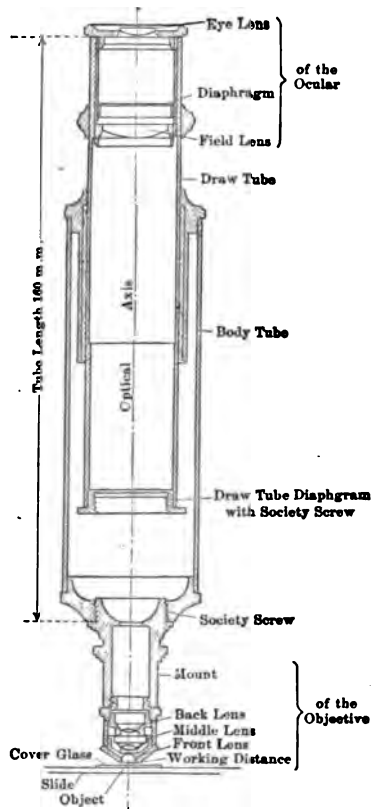 Eye Lens
of the
Ocular
Diaphragm
Field Lens
Draw Tube
Tube Length 160 m m
Axis
Body Tube
Optical
Draw Tube Diaphgram
with Society Screw
Society Screw
Mount
of the
Objective
Back Lens
Middle Lens
Front Lens
Cover Glass
Working Distance
Slide
Object